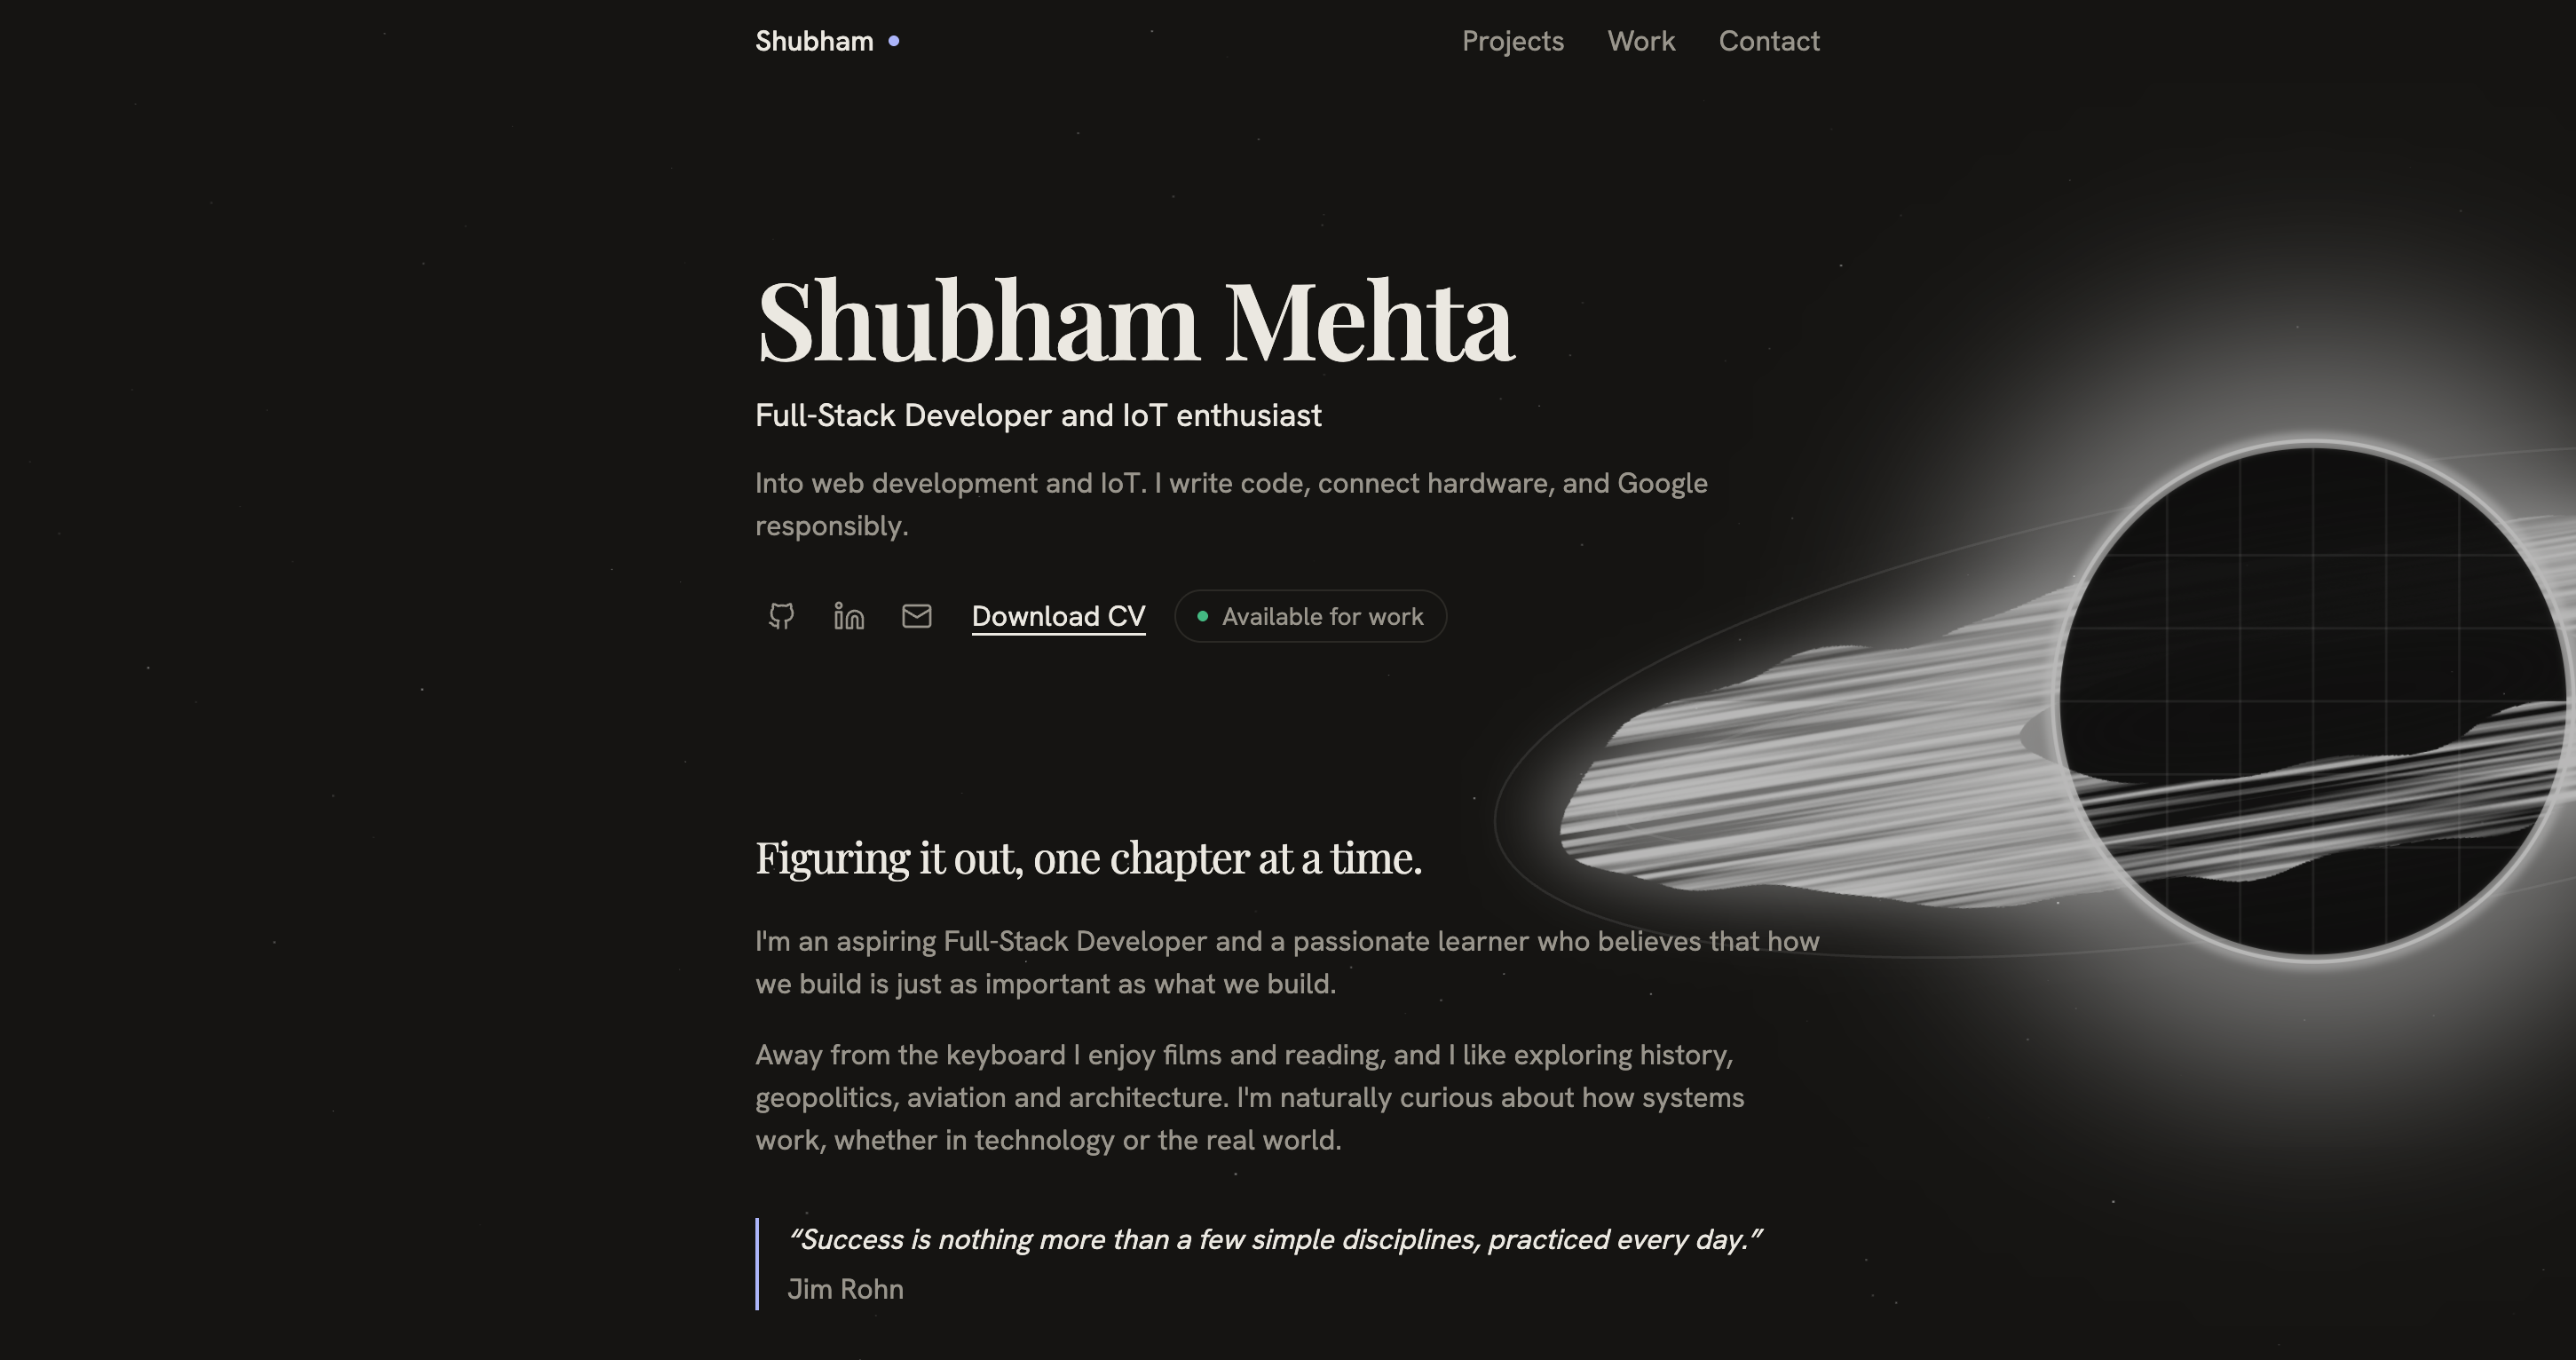 Shubham
Projects Work Contact
Shubham Mehta
Full-Stack Developer and IoT enthusiast
Into web development and IoT. I write code, connect hardware, and Google
responsibly.
Download CV
Available for work
Figuring it out, one chapter at a time.
I'm an aspiring Full-Stack Developer and a passionate learner who believes that how
we build is just as important as what we build.
Away from the keyboard I enjoy films and reading, and I like exploring history,
geopolitics, aviation and architecture. I'm naturally curious about how systems
work, whether in technology or the real world.
“Success is nothing more than a few simple disciplines, practiced every day.”
Jim Rohn